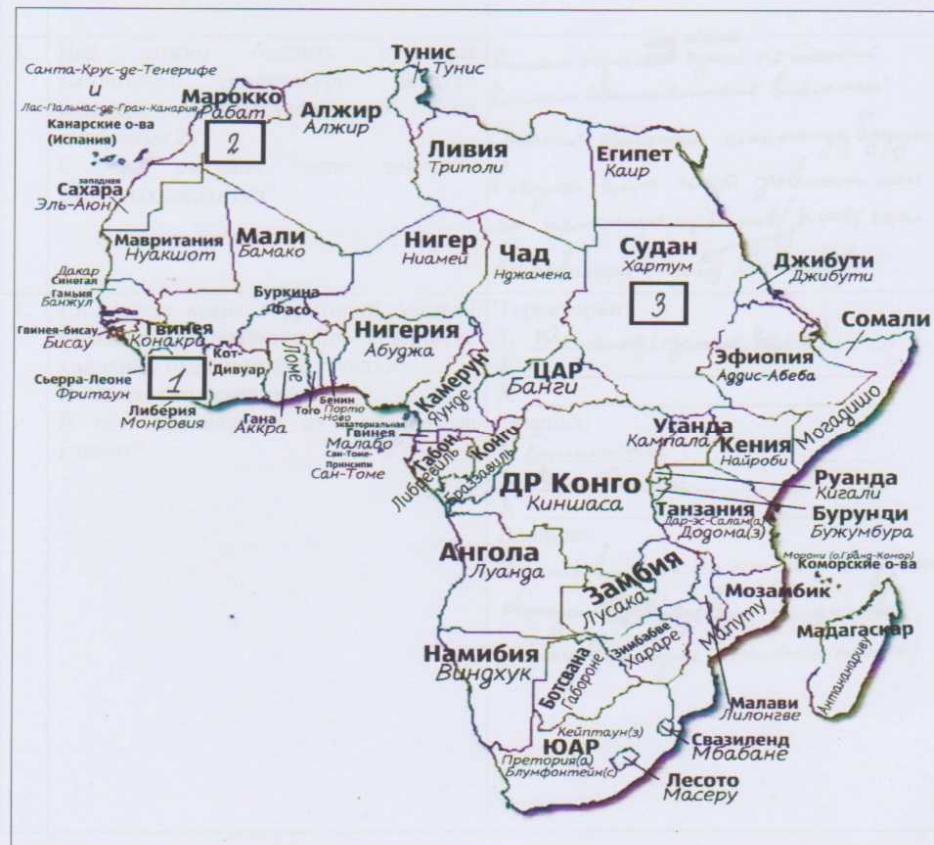 Санта-Крус-де-Тенерифе
и
Лас-Пальмас-де-Гран-Канария
Канарские о-ва
(Испания)
Марокко
Рабат
2
Тунис
Тунис
Алжир
Алжир
Ливия
Триполи
Египет
Каир
западная
Сахара
Эль-Аюн
Мавритания
Нуакшот
Мали
Бамако
Нигер
Ниамей
Чад
Нджамена
Судан
Хартум
3
Джибути
Джибути
Дакар
Синегал
Гамьия
Банжул
Гвинея-бисау
Бисау
Гвинея
Конакра
Сьерра-Леоне
Фритаун
1
Либерия
Монровия
Кот-
'Дивуар
Буркина
Фасо
Гана
Аккра
Ломе
Того
Бенин
Порто
-Ново
Нигерия
Абуджа
Камерун
Яунде
экваториальная
Гвинея
Малабо
Сан-Томе-
Принсипи
Сан-Томе
Габон
Либревиль
Конго
Браззавиль
ЦАР
Банги
Эфиопия
Аддис-Абеба
Сомали
Могадишо
Уганда
Кампала
Кения
Найроби
ДР Конго
Киншаса
Руанда
Кигали
Бурунди
Бужумбура
Танзания
Дар-эс-Салам(а)
Додома(з)
Морони (о.Гранд-Комор)
Коморские о-ва
Ангола
Луанда
Замбия
Лусака
Мозамбик
Мапуту
Мадагаскар
Антананариву
Намибия
Виндхук
Ботсвана
Габороне
Зимбабве
Хараре
Малави
Лилонгве
Кейптаун(з)
ЮАР
Претория(а)
Блумфонтейн(с)
Свазиленд
Мбабане
Лесото
Масеру